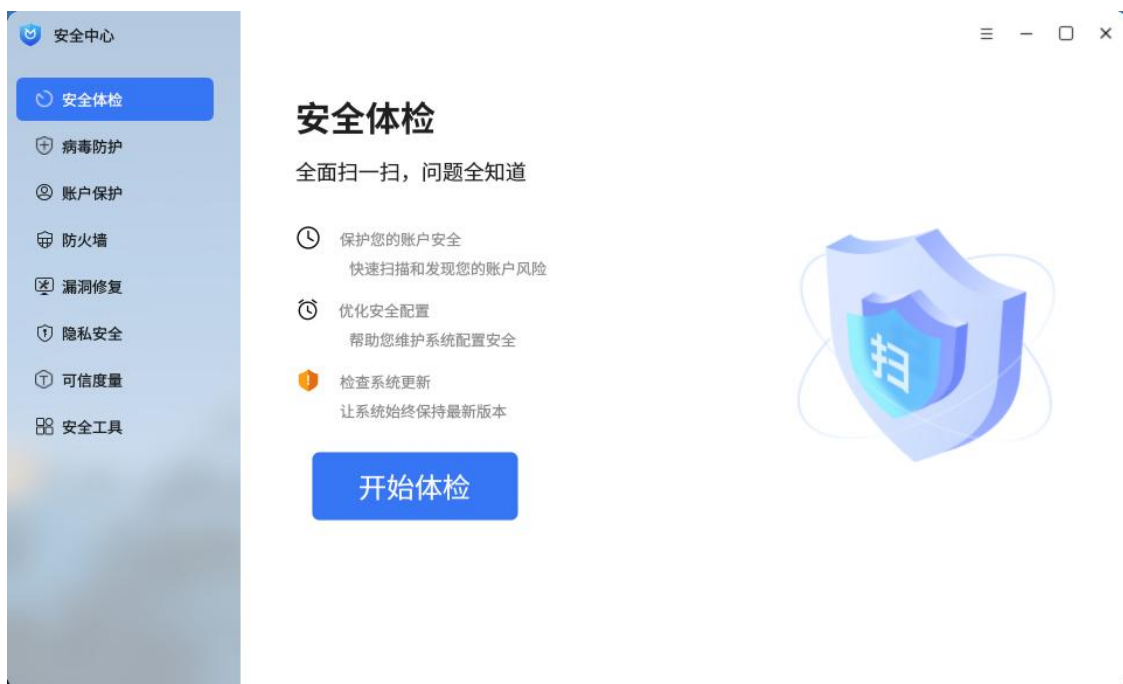 安全中心
安全体检
病毒防护
账户保护
防火墙
漏洞修复
隐私安全
可信度量
安全工具
安全体检
全面扫一扫，问题全知道
保护您的账户安全
快速扫描和发现您的账户风险
优化安全配置
帮助您维护系统配置安全
检查系统更新
让系统始终保持最新版本
开始体检
扫